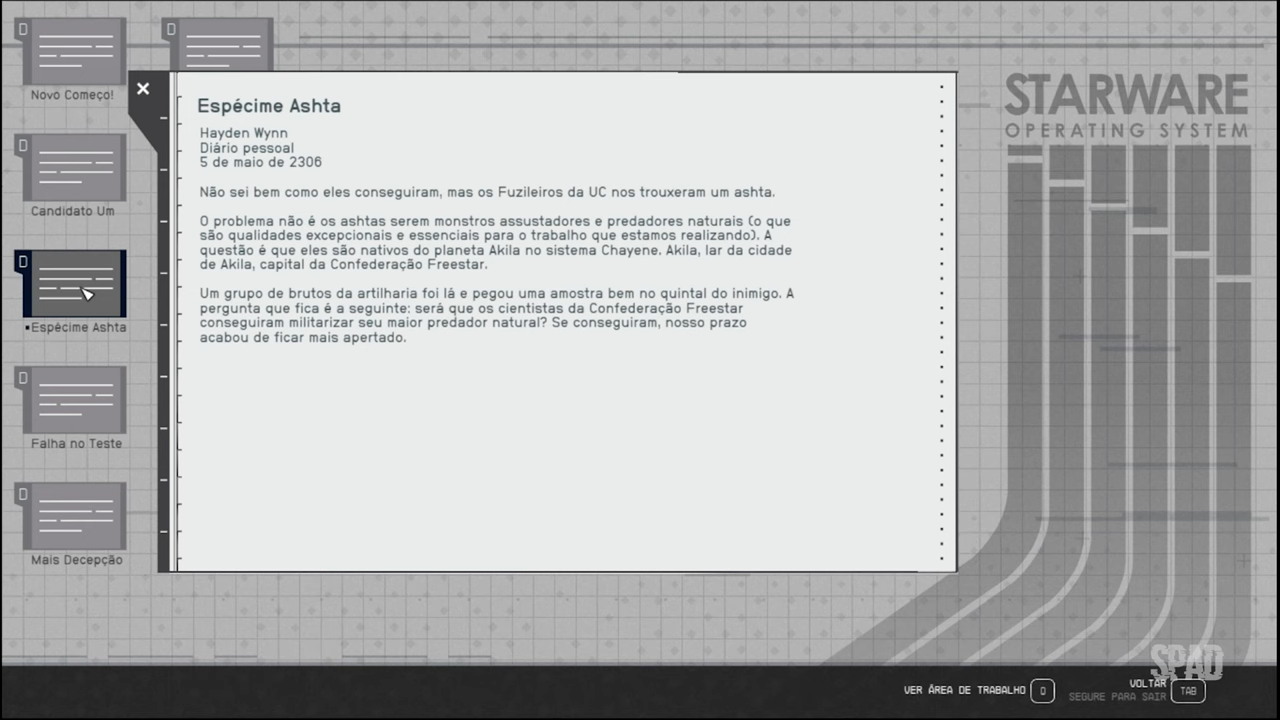 Novo Começo!
Candidato Um
Espécime Ashta
Falha no Teste
Mais Decepção
Espécime Ashta
Hayden Wynn
Diário pessoal
5 de maio de 2306
Não sei bem como eles conseguiram, mas os Fuzileiros da UC nos trouxeram um ashta.
O problema não é os ashtas serem monstros assustadores e predadores naturais (o que
são qualidades excepcionais e essenciais para o trabalho que estamos realizando). A
questão é que eles são nativos do planeta Akila no sistema Chayene. Akila, lar da cidade
de Akila, capital da Confederação Freestar.
Um grupo de brutos da artilharia foi lá e pegou uma amostra bem no quintal do inimigo. A
pergunta que fica é a seguinte: será que os cientistas da Confederação Freestar
conseguiram militarizar seu maior predador natural? Se conseguiram, nosso prazo
acabou de ficar mais apertado.
STARWARE
OPERATING SYSTEM
SPAD
VER ÁREA DE TRABALHO Q
VOLTAR
SEGURE PARA SAIR TAB